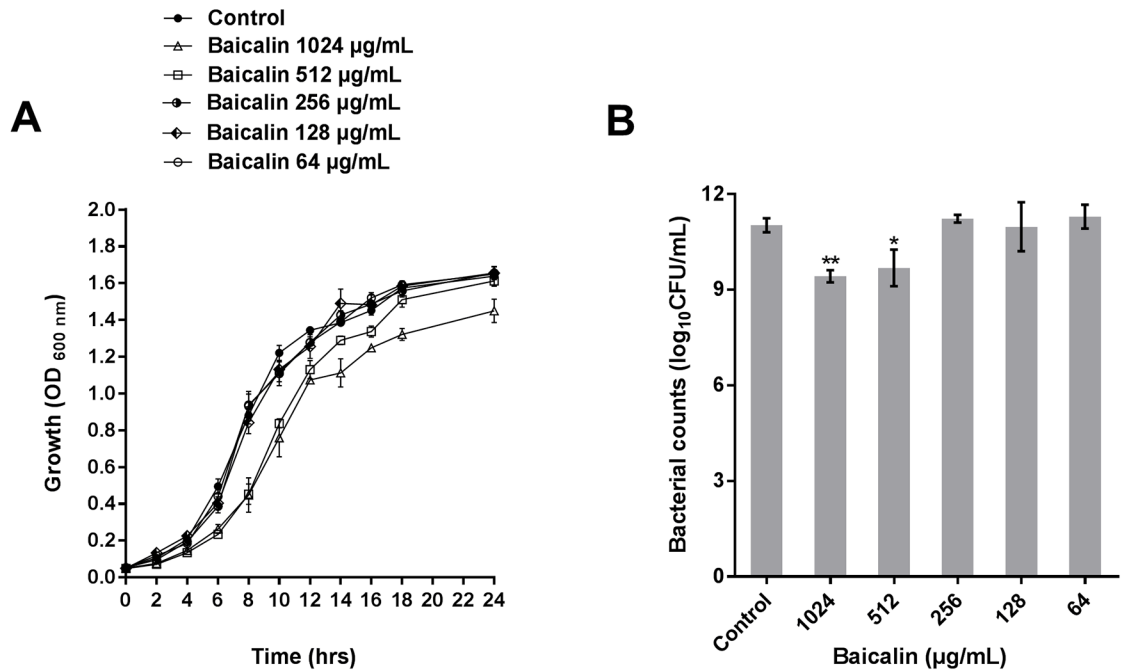 Control
Baicalin 1024 µg/mL
Baicalin 512 µg/mL
Baicalin 256 µg/mL
Baicalin 128 µg/mL
Baicalin 64 µg/mL
A
2.0
1.8
1.6
1.4
1.2
1.0
0.8
0.6
0.4
0.2
0.0
Growth (OD 600 nm)
0 2 4 6 8 10 12 14 16 18 20 22 24
Time (hrs)
B
12
9
6
3
0
Bacterial counts (log10CFU/mL)
**
*
Control 1024 512 256 128 64
Baicalin (µg/mL)